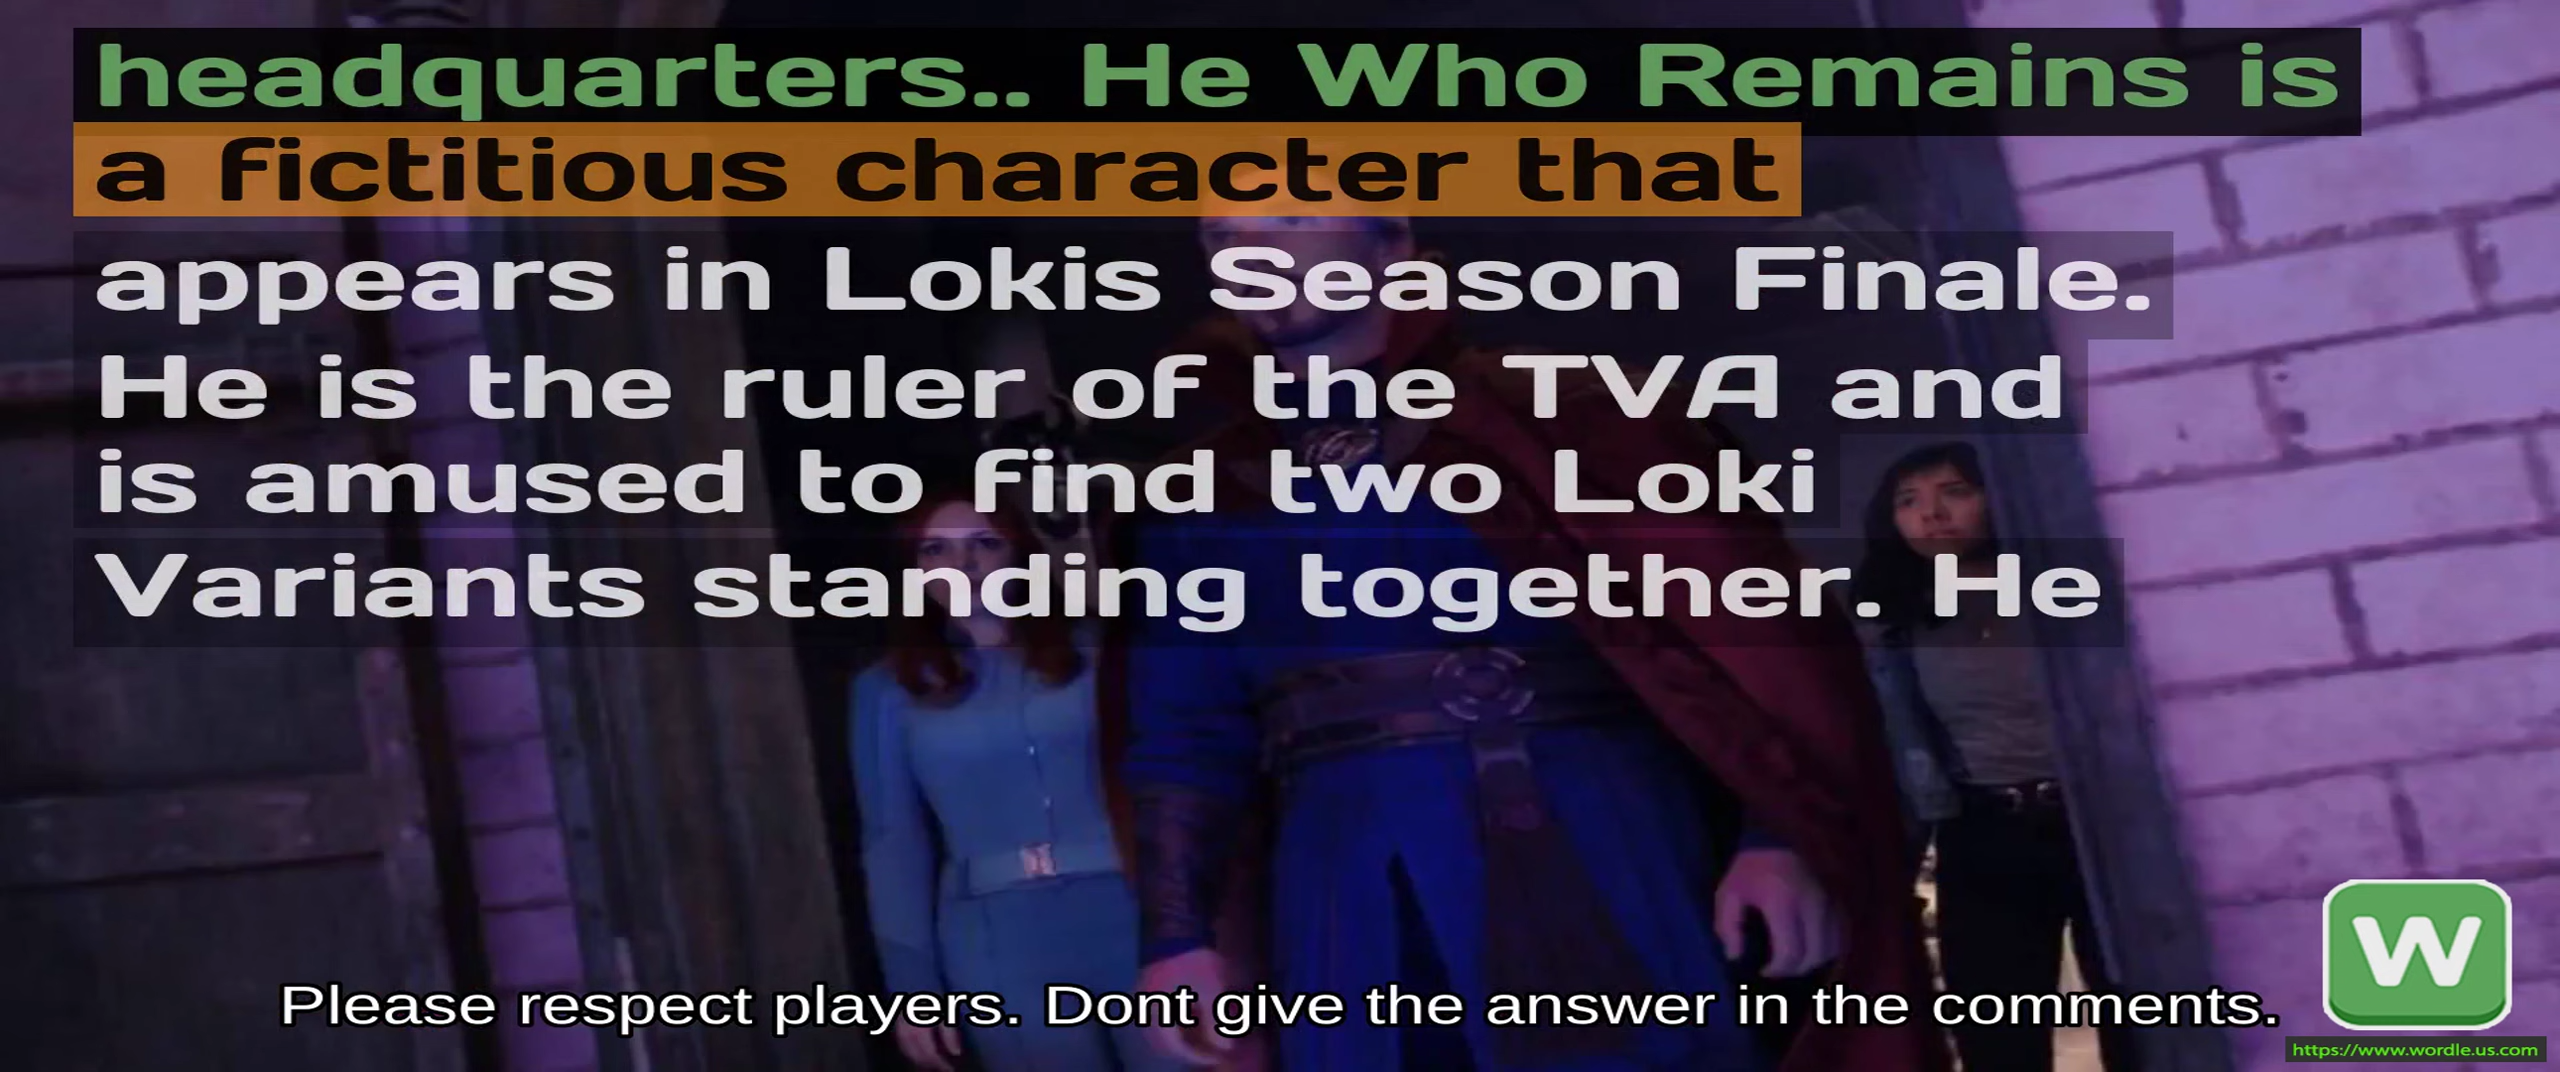 headquarters.. He Who Remains is
a fictitious character that
appears in Lokis Season Finale.
He is the ruler of the TVA and
is amused to find two Loki
Variants standing together. He
Please respect players. Dont give the answer in the comments.
W
https://www.wordle.us.com